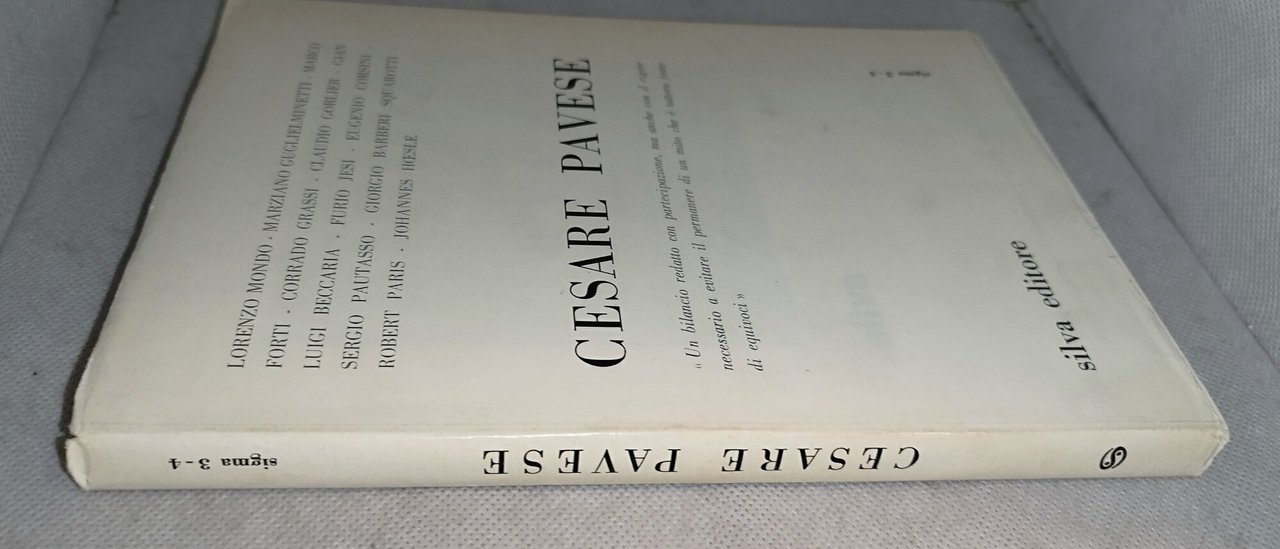 LORENZO MONDO · MARZIANO GUGLIELMINETTI · MARCO
FORTI · CORRADO GRASSI · CLAUDIO GORLIER · GIAN
LUIGI BECCARIA · FURIO JESI · EUGENIO CORSINI ·
SERGIO PAUTASSO · GIORGIO BARBERI SQUAROTTI ·
ROBERT PARIS · JOHANNES HŒSLE
CESARE PAVESE
« Un bilancio redatto con partecipazione, ma anche con il rigore
necessario a evitare il permanere di un mito che è tuttora fonte
di equivoci »
silva editore
CESARE PAVESE
sigma 3-4